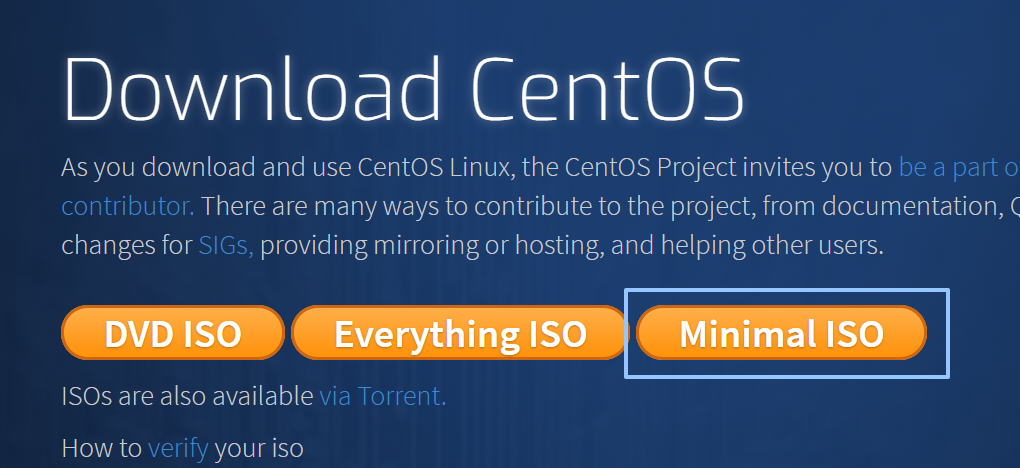 Download CentOS
As you download and use CentOS Linux, the CentOS Project invites you to be a part o
contributor. There are many ways to contribute to the project, from documentation, Q
changes for SIGs, providing mirroring or hosting, and helping other users.
DVD ISO Everything ISO Minimal ISO
ISOs are also available via Torrent.
How to verify your iso